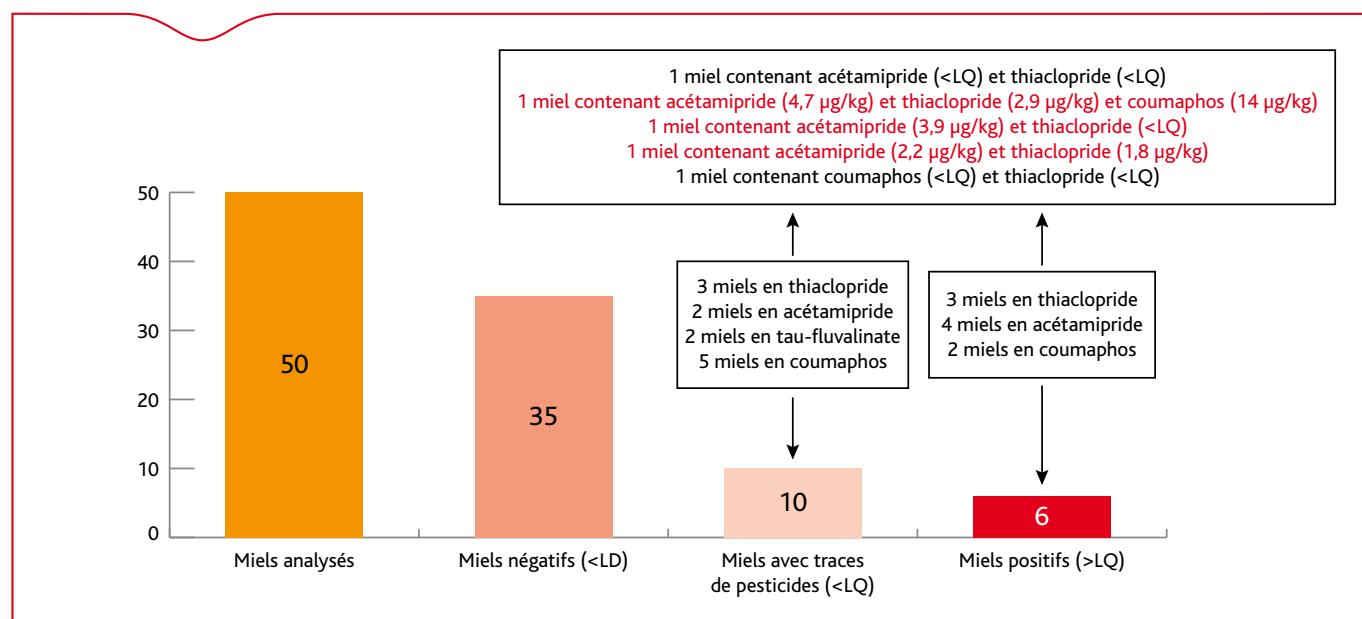 1 miel contenant acétamipride (<LQ) et thiaclopride (<LQ)
1 miel contenant acétamipride (4,7 µg/kg) et thiaclopride (2,9 µg/kg) et coumaphos (14 µg/kg)
1 miel contenant acétamipride (3,9 µg/kg) et thiaclopride (<LQ)
1 miel contenant acétamipride (2,2 µg/kg) et thiaclopride (1,8 µg/kg)
1 miel contenant coumaphos (<LQ) et thiaclopride (<LQ)
3 miels en thiaclopride
2 miels en acétamipride
2 miels en tau-fluvalinate
5 miels en coumaphos
3 miels en thiaclopride
4 miels en acétamipride
2 miels en coumaphos
50
40
30
20
10
0
50
35
10
6
Miels analysés
Miels négatifs (<LD)
Miels avec traces
de pesticides (<LQ)
Miels positifs (>LQ)